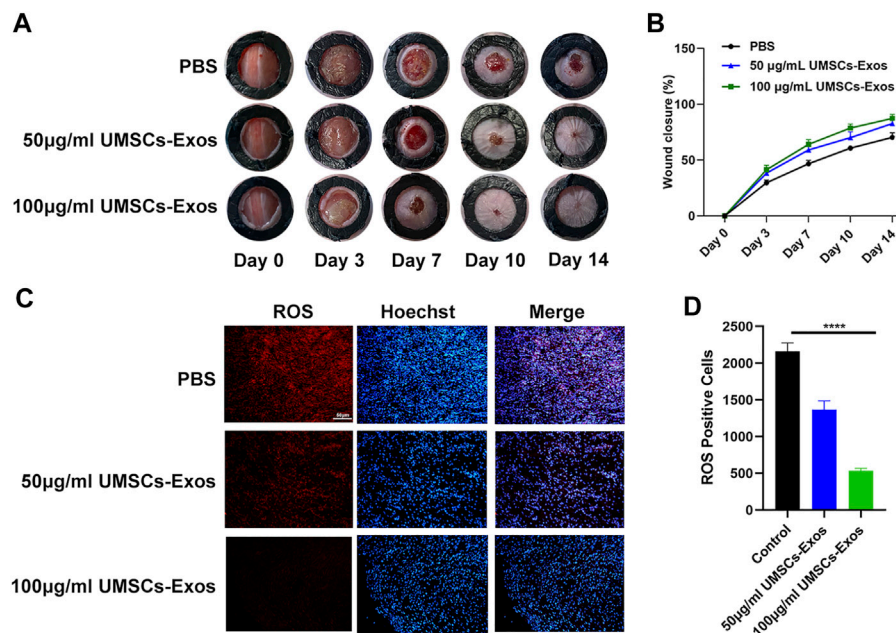 A
PBS
50µg/ml UMSCs-Exos
100µg/ml UMSCs-Exos
Day 0 Day 3 Day 7 Day 10 Day 14
B
PBS
50 µg/mL UMSCs-Exos
100 µg/mL UMSCs-Exos
Wound closure (%)
150
100
50
0
Day 0
Day 3
Day 7
Day 10
Day 14
C
ROS Hoechst Merge
PBS
50µm
50µg/ml UMSCs-Exos
100µg/ml UMSCs-Exos
D
****
ROS Positive Cells
2500
2000
1500
1000
500
0
Control
50µg/ml UMSCs-Exos
100µg/ml UMSCs-Exos